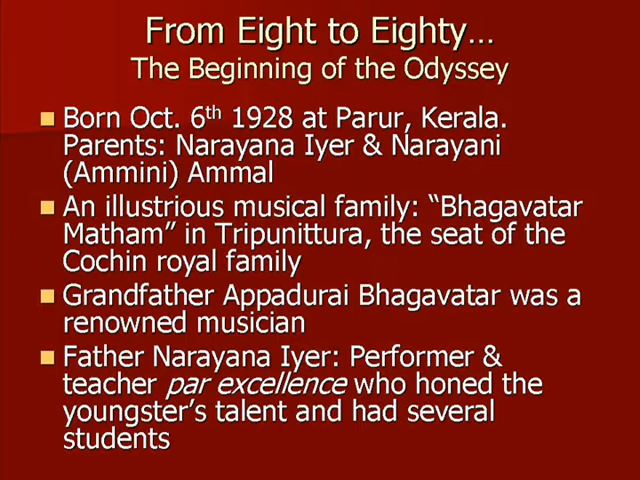 From Eight to Eighty...
The Beginning of the Odyssey
Born Oct. 6th 1928 at Parur, Kerala.
Parents: Narayana Iyer & Narayani
(Ammini) Ammal
An illustrious musical family: “Bhagavatar
Matham” in Tripunittura, the seat of the
Cochin royal family
Grandfather Appadurai Bhagavatar was a
renowned musician
Father Narayana Iyer: Performer &
teacher par excellence who honed the
youngster’s talent and had several
students